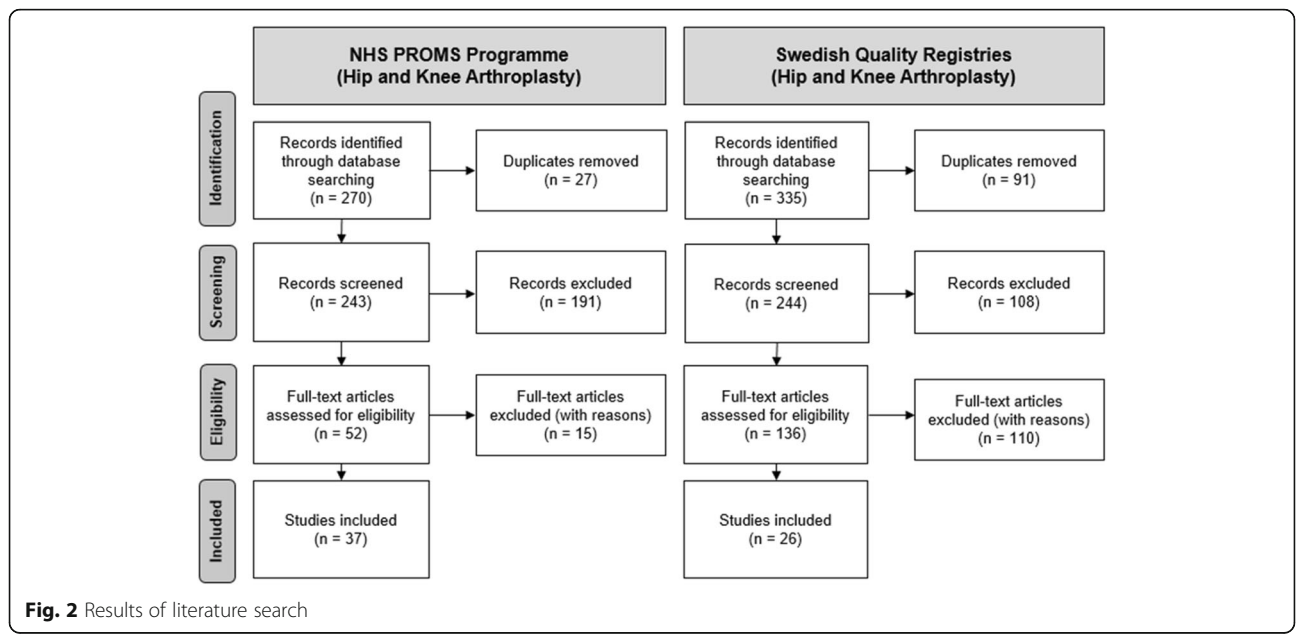 NHS PROMS Programme
(Hip and Knee Arthroplasty)
Swedish Quality Registries
(Hip and Knee Arthroplasty)
Identification
Records identified
through database
searching
(n = 270)
Duplicates removed
(n = 27)
Records identified
through database
searching
(n = 335)
Duplicates removed
(n = 91)
Screening
Records screened
(n = 243)
Records excluded
(n = 191)
Records screened
(n = 244)
Records excluded
(n = 108)
Eligibility
Full-text articles
assessed for eligibility
(n = 52)
Full-text articles
excluded (with reasons)
(n = 15)
Full-text articles
assessed for eligibility
(n = 136)
Full-text articles
excluded (with reasons)
(n = 110)
Included
Studies included
(n = 37)
Studies included
(n = 26)
Fig. 2 Results of literature search